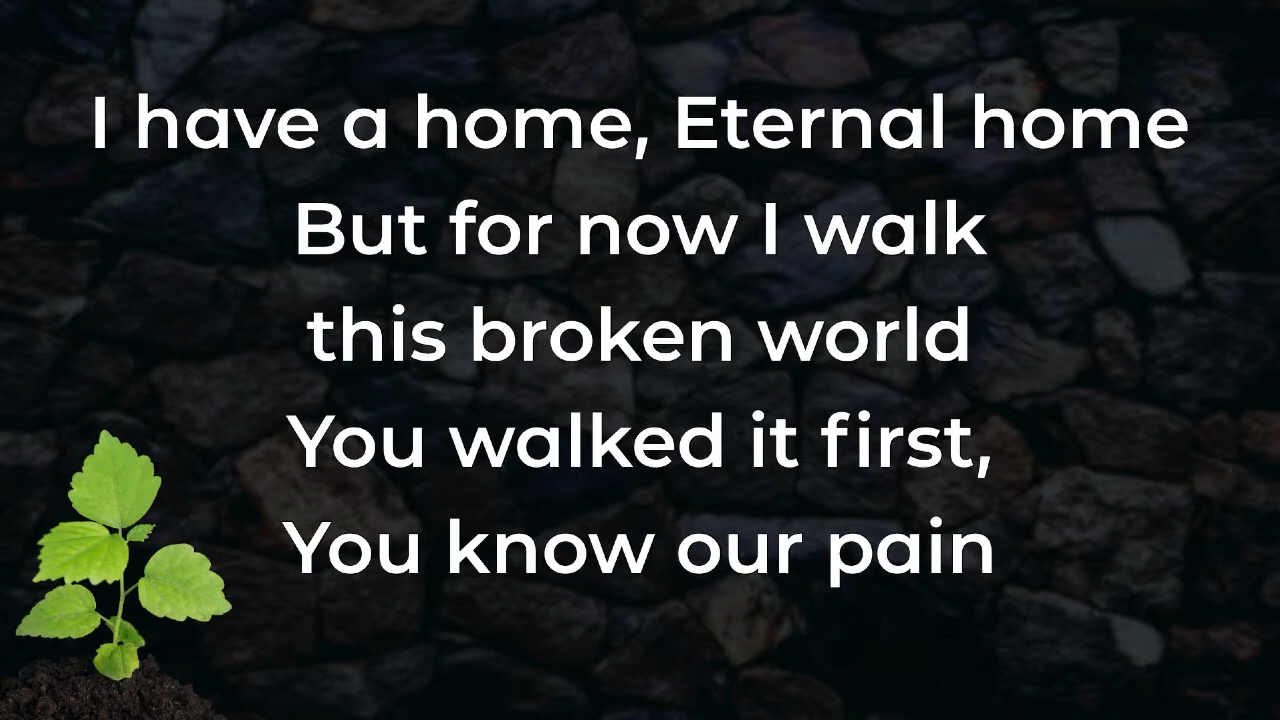 I have a home, Eternal home
But for now I walk
this broken world
You walked it first,
You know our pain